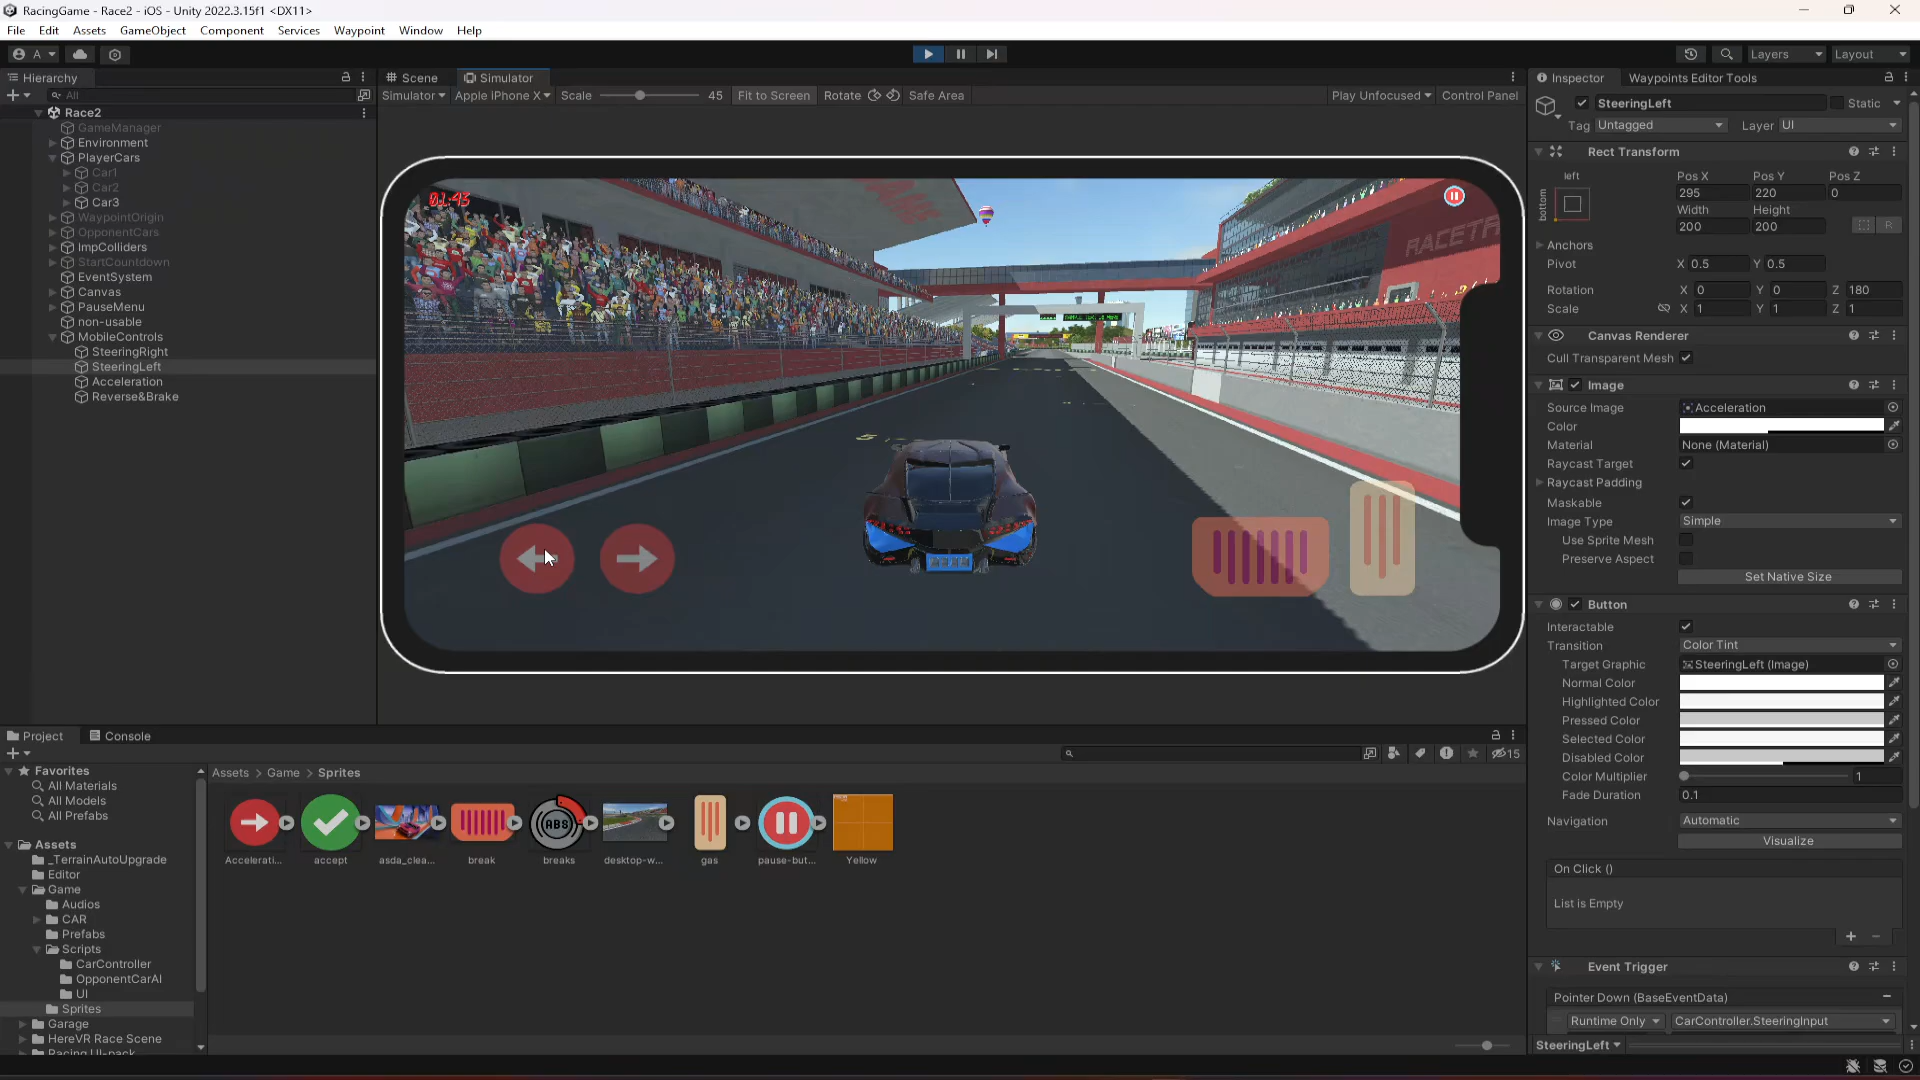 RacingGame - Race2 - iOS - Unity 2022.3.15f1 <DX11>
File Edit Assets GameObject Component Services Waypoint Window Help
A Layers Layout
Hierarchy Scene Simulator Inspector Waypoints Editor Tools
All
Simulator Apple iPhone X Scale 45 Fit to Screen Rotate Safe Area Play Unfocused Control Panel
Race2
GameManager
Environment
PlayerCars
Car1
Car2
Car3
WaypointOrigin
OpponentCars
ImpColliders
StartCountdown
EventSystem
Canvas
PauseMenu
non-usable
MobileControls
SteeringRight
SteeringLeft
Acceleration
Reverse&Brake
01:43
SteeringLeft Static
Tag Untagged Layer UI
Rect Transform
left Pos X Pos Y Pos Z
bottom 295 220 0
Width Height
200 200 R
Anchors
Pivot X 0.5 Y 0.5
Rotation X 0 Y 0 Z 180
Scale X 1 Y 1 Z 1
Canvas Renderer
Cull Transparent Mesh
Image
Source Image Acceleration
Color
Material None (Material)
Raycast Target
Raycast Padding
Maskable
Image Type Simple
Use Sprite Mesh
Preserve Aspect
Set Native Size
Button
Interactable
Transition Color Tint
Target Graphic SteeringLeft (Image)
Normal Color
Highlighted Color
Pressed Color
Selected Color
Disabled Color
Color Multiplier 1
Fade Duration 0.1
Navigation Automatic
Visualize
On Click ()
List is Empty
Event Trigger
Pointer Down (BaseEventData)
Runtime Only CarController.SteeringInput
SteeringLeft
Project Console
15
Favorites
All Materials
All Models
All Prefabs
Assets
_TerrainAutoUpgrade
Editor
Game
Audios
CAR
Prefabs
Scripts
CarController
OpponentCarAI
UI
Sprites
Garage
HereVR Race Scene
Racing UI-pack
Assets > Game > Sprites
ABS
Accelerati... accept asda_clea... break breaks desktop-w... gas pause-but... Yellow